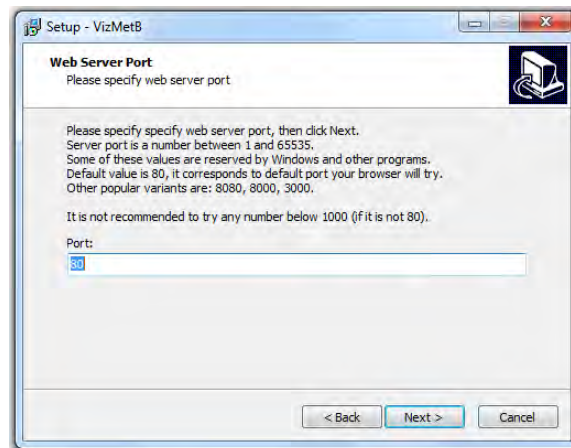 Setup - VizMetB
Web Server Port
Please specify web server port
Please specify specify web server port, then click Next.
Server port is a number between 1 and 65535.
Some of these values are reserved by Windows and other programs.
Default value is 80, it corresponds to default port your browser will try.
Other popular variants are: 8080, 8000, 3000.
It is not recommended to try any number below 1000 (if it is not 80).
Port:
80
< Back
Next >
Cancel